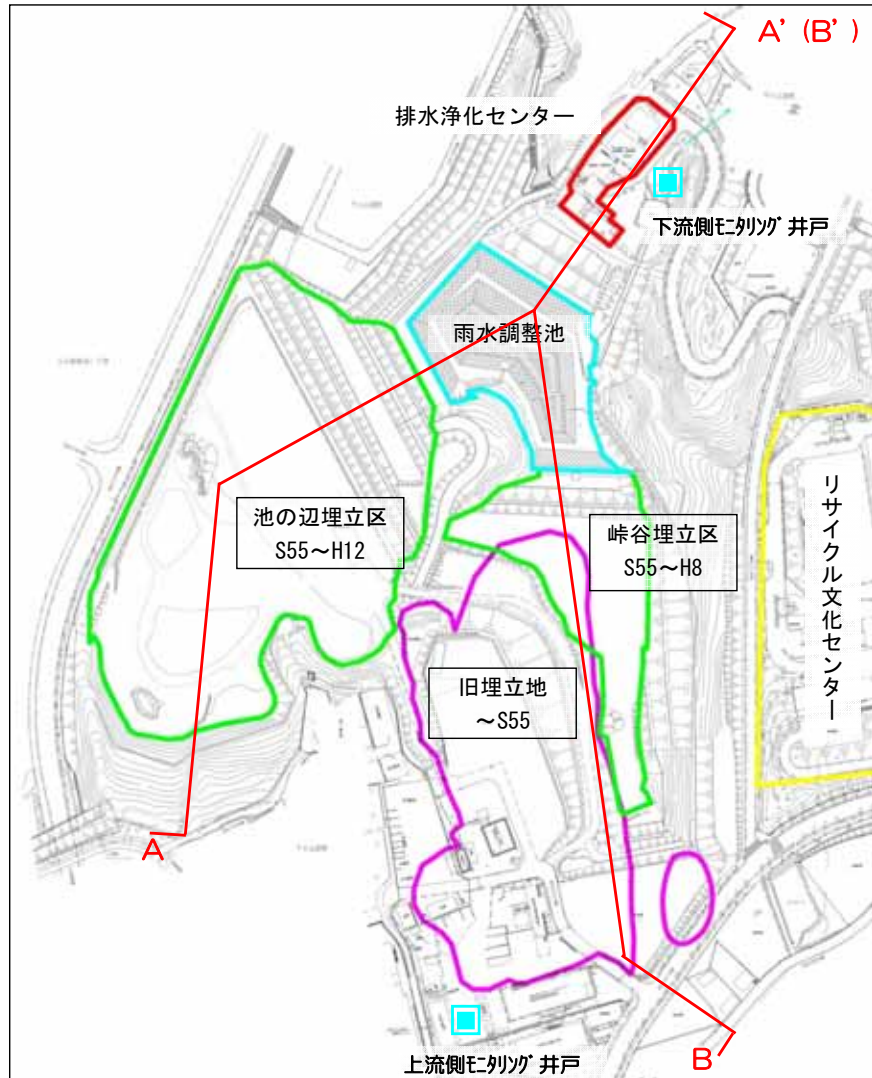 A’ (B’ )
排水浄化センター
下流側ﾓﾆﾀﾘﾝｸﾞ井戸
雨水調整池
池の辺埋立区
S55～H12
峠谷埋立区
S55～H8
リサイクル文化センター
旧埋立地
～S55
A
B
上流側ﾓﾆﾀﾘﾝｸﾞ井戸